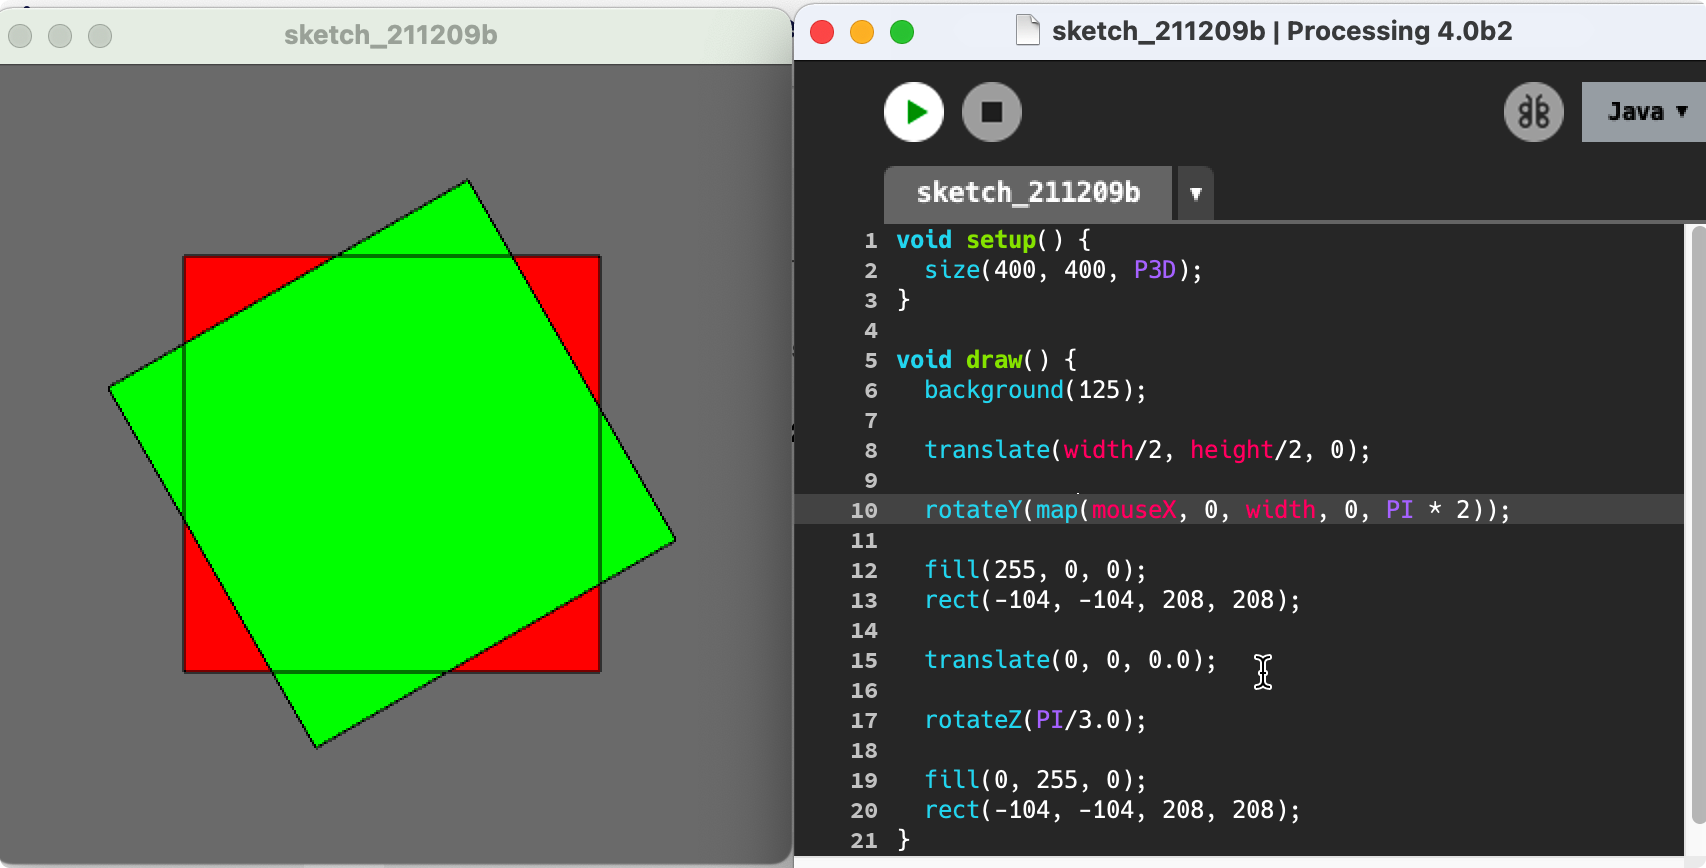 sketch_211209b
sketch_211209b | Processing 4.0b2
Java ▼
sketch_211209b ▼
1 void setup() {
2   size(400, 400, P3D);
3 }
4
5 void draw() {
6   background(125);
7
8   translate(width/2, height/2, 0);
9
10   rotateY(map(mouseX, 0, width, 0, PI * 2));
11
12   fill(255, 0, 0);
13   rect(-104, -104, 208, 208);
14
15   translate(0, 0, 0.0);
16
17   rotateZ(PI/3.0);
18
19   fill(0, 255, 0);
20   rect(-104, -104, 208, 208);
21 }